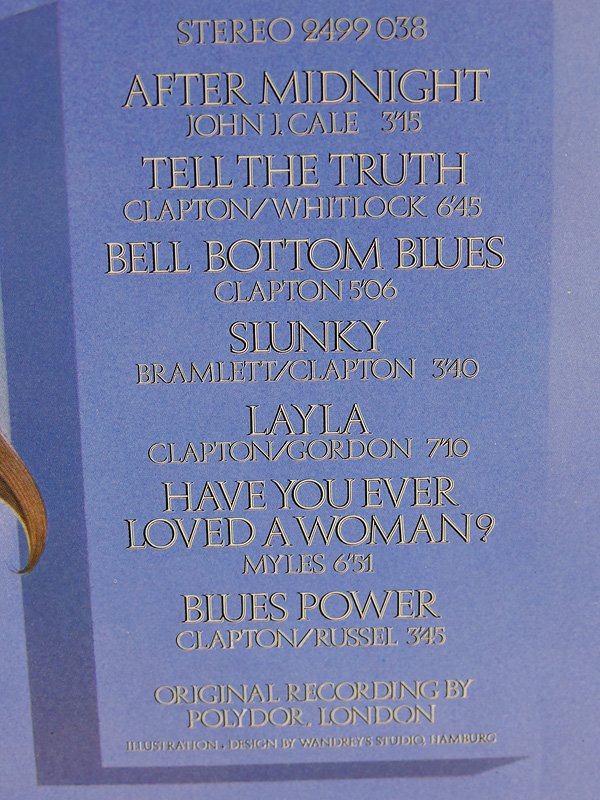 STEREO 2499 038
AFTER MIDNIGHT
JOHN J. CALE 3'15
TELL THE TRUTH
CLAPTON/WHITLOCK 6'45
BELL BOTTOM BLUES
CLAPTON 5'06
SLUNKY
BRAMLETT/CLAPTON 3'40
LAYLA
CLAPTON/GORDON 7'10
HAVE YOU EVER
LOVED A WOMAN?
MYLES 6'51
BLUES POWER
CLAPTON/RUSSEL 3'45
ORIGINAL RECORDING BY
POLYDOR, LONDON
ILLUSTRATION . DESIGN BY WANDREY'S STUDIO, HAMBURG